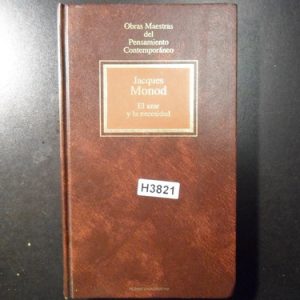 Obras Maestras
del
Pensamiento
Contemporáneo
Jacques
Monod
El azar
y la necesidad
H3821